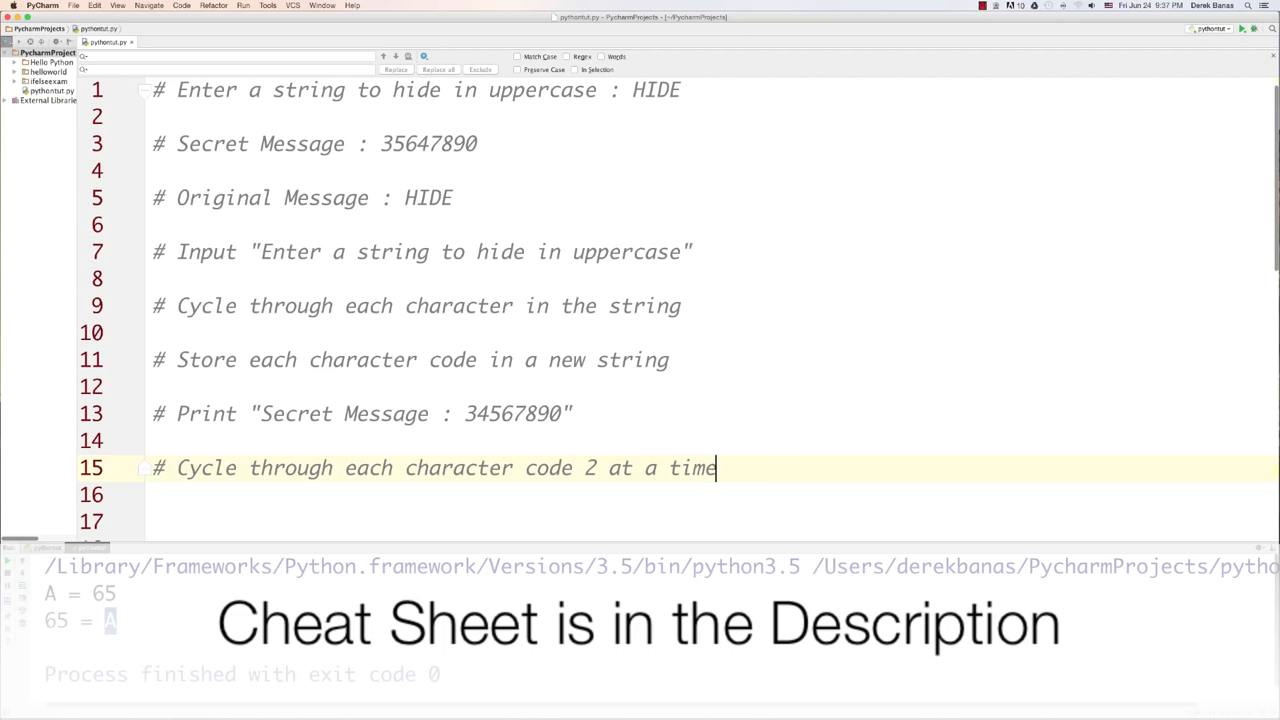 PyCharm File Edit View Navigate Code Refactor Run Tools VCS Window Help 10 Fri Jun 24 9:37 PM Derek Banas
pythontut.py - PycharmProjects - [~/PycharmProjects]
PycharmProjects pythontut.py pythontut
pythontut.py
PycharmProject
Hello Python
helloworld
ifelseexam
pythontut.py
External Librarie
Match Case Regex Words
Replace Replace all Exclude Preserve Case In Selection
1 # Enter a string to hide in uppercase : HIDE
2
3 # Secret Message : 35647890
4
5 # Original Message : HIDE
6
7 # Input "Enter a string to hide in uppercase"
8
9 # Cycle through each character in the string
10
11 # Store each character code in a new string
12
13 # Print "Secret Message : 34567890"
14
15 # Cycle through each character code 2 at a time
16
17
Run: pythontut pythontut
/Library/Frameworks/Python.framework/Versions/3.5/bin/python3.5 /Users/derekbanas/PycharmProjects/pytho
A = 65
65 = A
Cheat Sheet is in the Description
Process finished with exit code 0